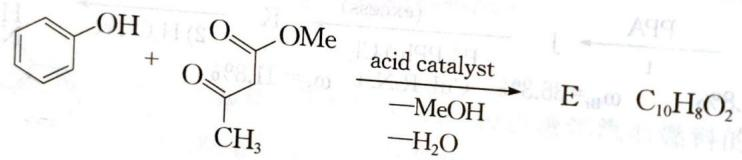 OH
+
O
OMe
O
CH₃
acid catalyst
—MeOH
—H₂O
E C₁₀H₈O₂